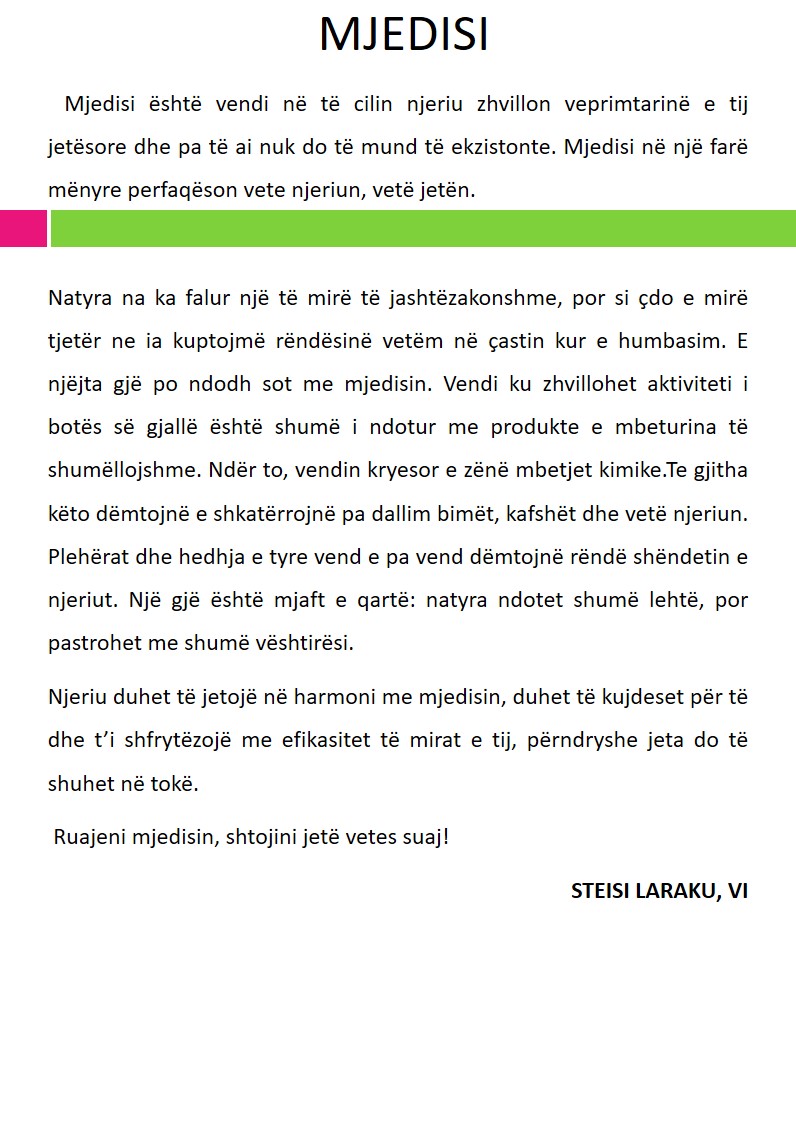 MJEDISI
Mjedisi është vendi në të cilin njeriu zhvillon veprimtarinë e tij
jetësore dhe pa të ai nuk do të mund të ekzistonte. Mjedisi në një farë
mënyre perfaqëson vete njeriun, vetë jetën.
Natyra na ka falur një të mirë të jashtëzakonshme, por si çdo e mirë
tjetër ne ia kuptojmë rëndësinë vetëm në çastin kur e humbasim. E
njëjta gjë po ndodh sot me mjedisin. Vendi ku zhvillohet aktiviteti i
botës së gjallë është shumë i ndotur me produkte e mbeturina të
shumëllojshme. Ndër to, vendin kryesor e zënë mbetjet kimike.Te gjitha
këto dëmtojnë e shkatërrojnë pa dallim bimët, kafshët dhe vetë njeriun.
Plehërat dhe hedhja e tyre vend e pa vend dëmtojnë rëndë shëndetin e
njeriut. Një gjë është mjaft e qartë: natyra ndotet shumë lehtë, por
pastrohet me shumë vështirësi.
Njeriu duhet të jetojë në harmoni me mjedisin, duhet të kujdeset për të
dhe t’i shfrytëzojë me efikasitet të mirat e tij, përndryshe jeta do të
shuhet në tokë.
Ruajeni mjedisin, shtojini jetë vetes suaj!
STEISI LARAKU, VI